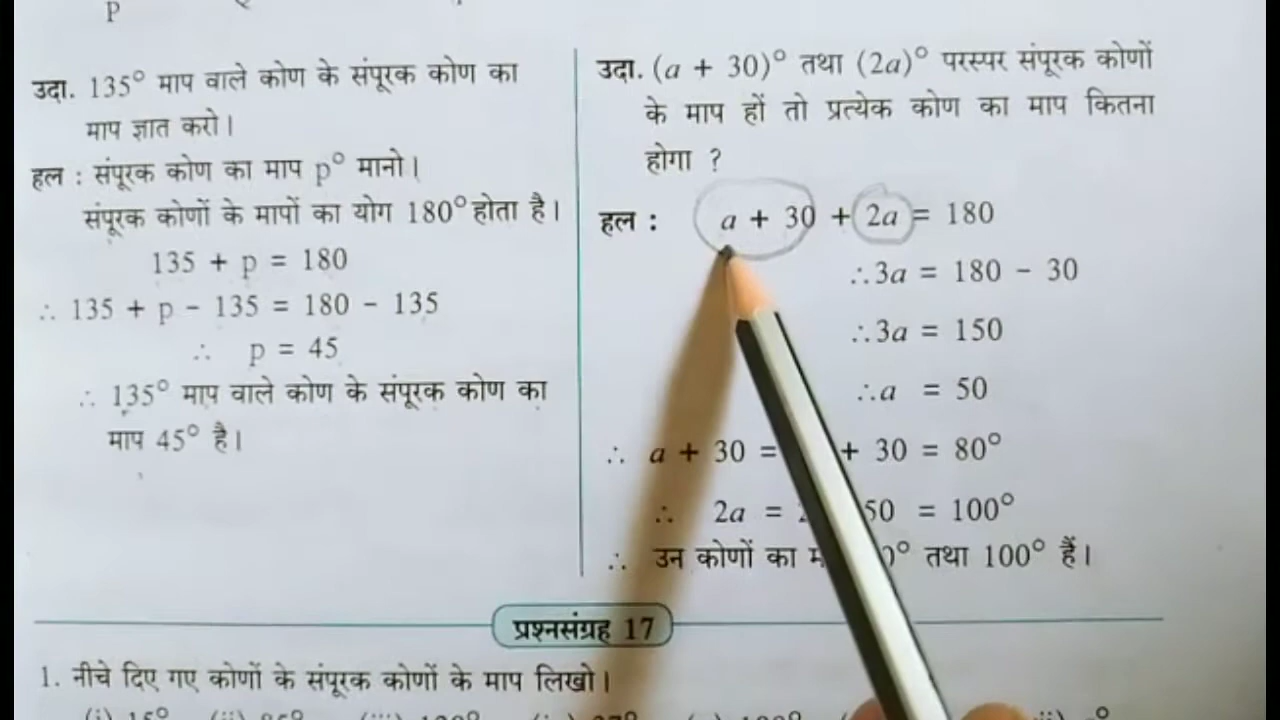 P
उदा. 135° माप वाले कोण के संपूरक कोण का
माप ज्ञात करो।
हल : संपूरक कोण का माप p° मानो।
संपूरक कोणों के मापों का योग 180° होता है।
135 + p = 180
∴ 135 + p - 135 = 180 - 135
∴ p = 45
∴ 135° माप वाले कोण के संपूरक कोण का
माप 45° है।
उदा. (a + 30)° तथा (2a)° परस्पर संपूरक कोणों
के माप हों तो प्रत्येक कोण का माप कितना
होगा ?
हल : a + 30 + 2a = 180
∴3a = 180 - 30
∴3a = 150
∴a = 50
∴ a + 30 = + 30 = 80°
∴ 2a = 50 = 100°
∴ उन कोणों का तथा 100° हैं।
प्रश्नसंग्रह 17
1. नीचे दिए गए कोणों के संपूरक कोणों के माप लिखो।
(i) 15°